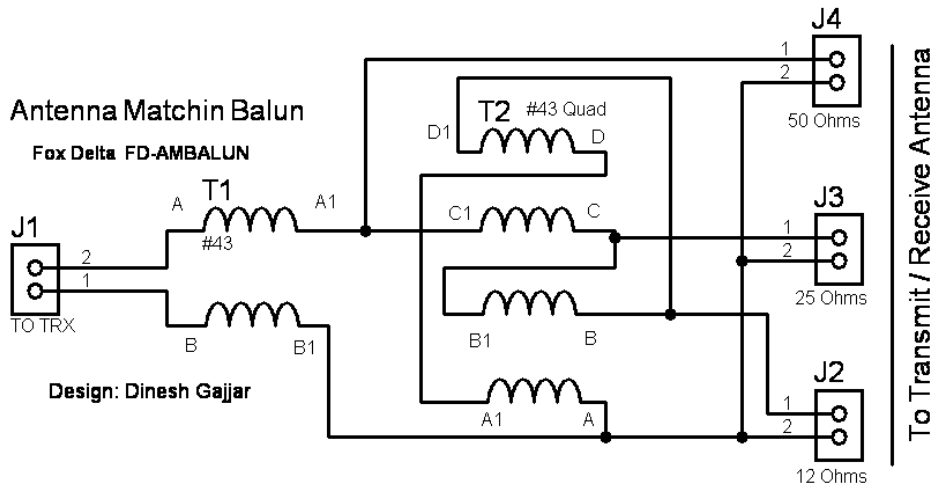 Antenna Matchin Balun
Fox Delta FD-AMBALUN
J1
2
1
TO TRX
A
T1
A1
#43
B
B1
Design: Dinesh Gajjar
T2
#43 Quad
D1
D
C1
C
B1
B
A1
A
J4
1
2
50 Ohms
J3
1
2
25 Ohms
J2
1
2
12 Ohms
To Transmit / Receive Antenna